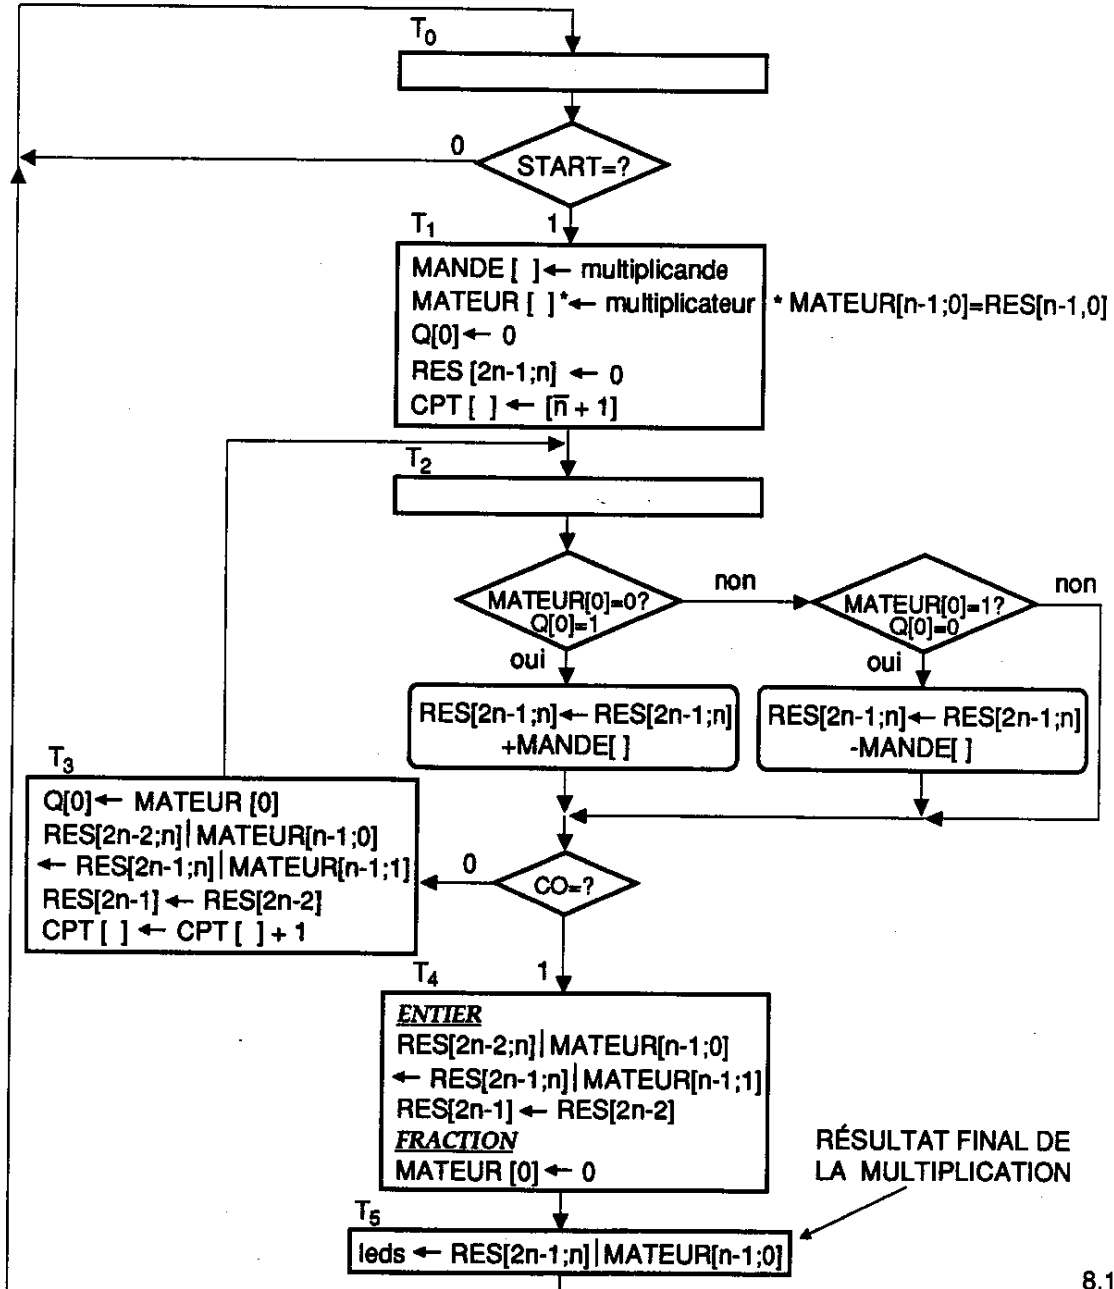 T0
0
START=?
1
T1
MANDE [ ] ← multiplicande
MATEUR [ ] *← multiplicateur
* MATEUR[n-1;0]=RES[n-1,0]
Q[0] ← 0
RES [2n-1;n] ← 0
CPT [ ] ← [n̅ + 1]
T2
MATEUR[0]=0?
Q[0]=1
non
MATEUR[0]=1?
Q[0]=0
non
oui
oui
RES[2n-1;n] ← RES[2n-1;n]
+MANDE[ ]
RES[2n-1;n] ← RES[2n-1;n]
-MANDE[ ]
T3
Q[0] ← MATEUR [0]
RES[2n-2;n] | MATEUR[n-1;0]
← RES[2n-1;n] | MATEUR[n-1;1]
RES[2n-1] ← RES[2n-2]
CPT [ ] ← CPT [ ] + 1
0
CO=?
1
T4
ENTIER
RES[2n-2;n] | MATEUR[n-1;0]
← RES[2n-1;n] | MATEUR[n-1;1]
RES[2n-1] ← RES[2n-2]
FRACTION
MATEUR [0] ← 0
RÉSULTAT FINAL DE
LA MULTIPLICATION
T5
leds ← RES[2n-1;n] | MATEUR[n-1;0]
8.1